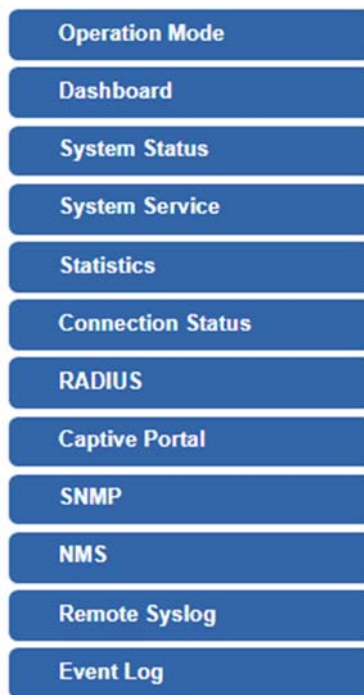 Operation Mode
Dashboard
System Status
System Service
Statistics
Connection Status
RADIUS
Captive Portal
SNMP
NMS
Remote Syslog
Event Log